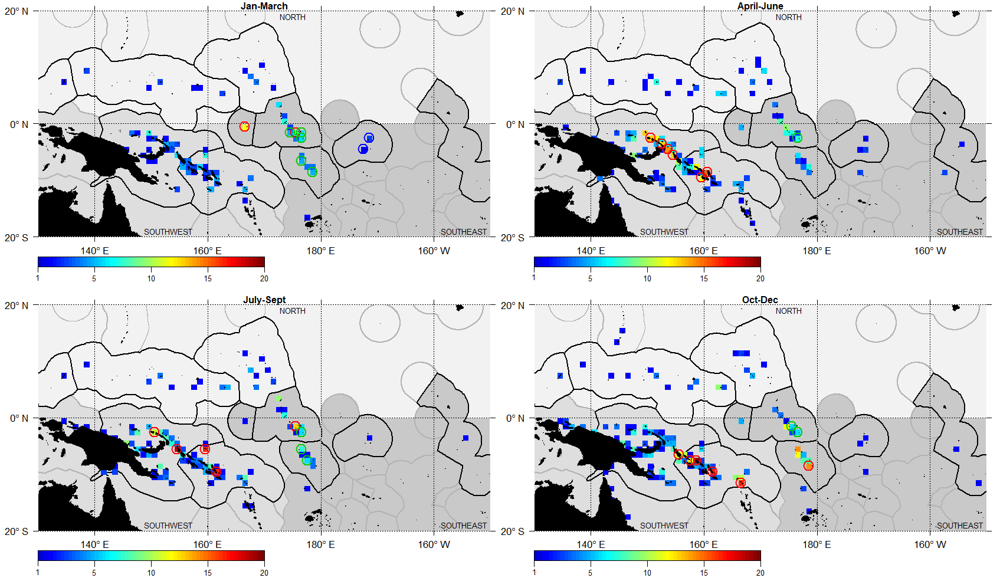 Jan-March
April-June
20° N
NORTH
20° N
NORTH
0° N
0° N
20° S
SOUTHWEST
SOUTHEAST
20° S
SOUTHWEST
SOUTHEAST
140° E
160° E
180° E
160° W
140° E
160° E
180° E
160° W
1
5
10
15
20
1
5
10
15
20
July-Sept
Oct-Dec
20° N
NORTH
20° N
NORTH
0° N
0° N
20° S
SOUTHWEST
SOUTHEAST
20° S
SOUTHWEST
SOUTHEAST
140° E
160° E
180° E
160° W
140° E
160° E
180° E
160° W
1
5
10
15
20
1
5
10
15
20